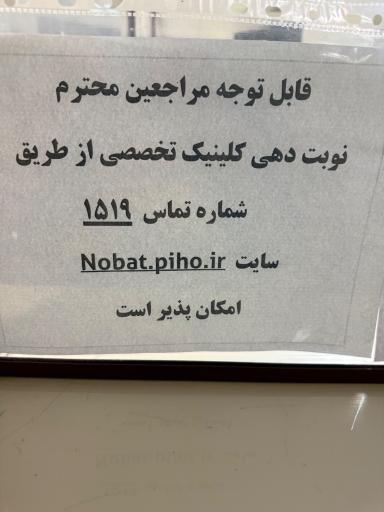 قابل توجه مراجعین محترم
نوبت دهی کلینیک تخصصی از طریق
شماره تماس ۱۵۱۹
سایت Nobat.piho.ir
امکان پذیر است